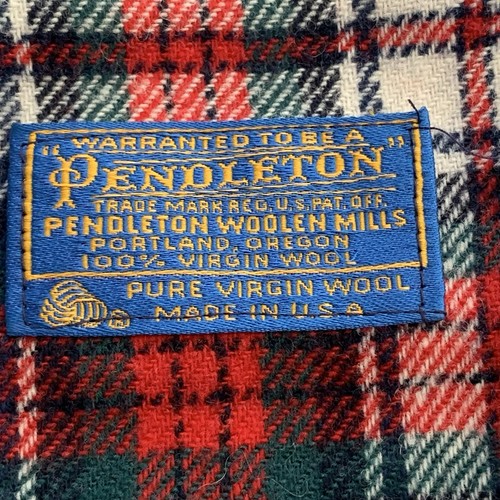 WARRANTED TO BE A
"PENDLETON"
TRADE MARK REG. U.S. PAT. OFF.
PENDLETON WOOLEN MILLS
PORTLAND, OREGON
100% VIRGIN WOOL
PURE VIRGIN WOOL
® MADE IN U.S.A